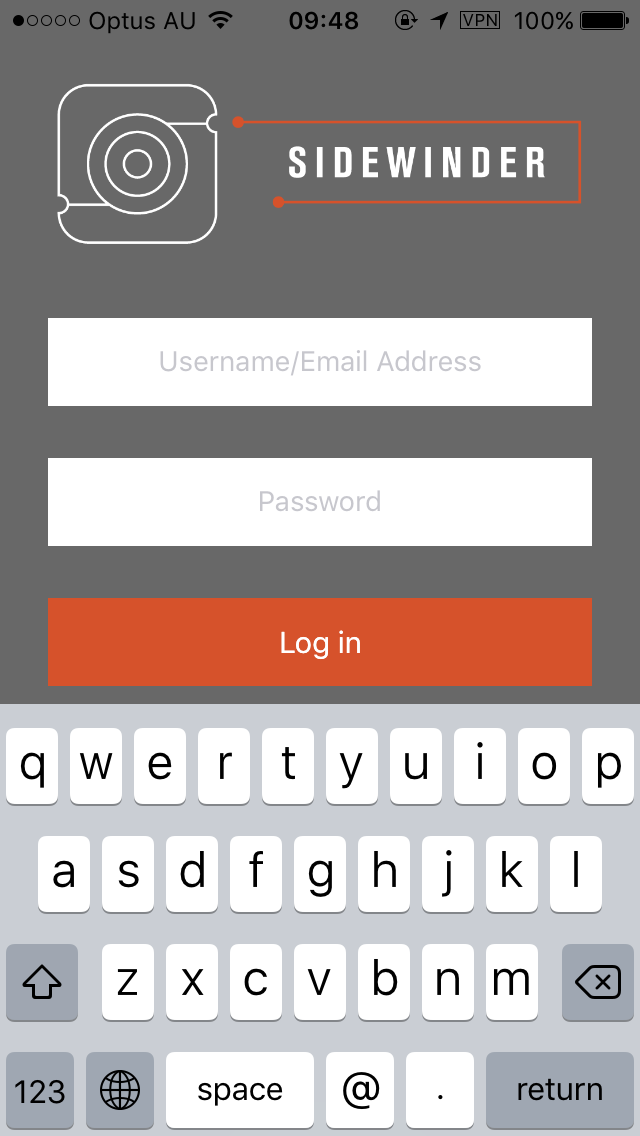 Optus AU 09:48 VPN 100%
SIDEWINDER
Username/Email Address
Password
Log in
q w e r t y u i o p
a s d f g h j k l
z x c v b n m
123 space @ . return